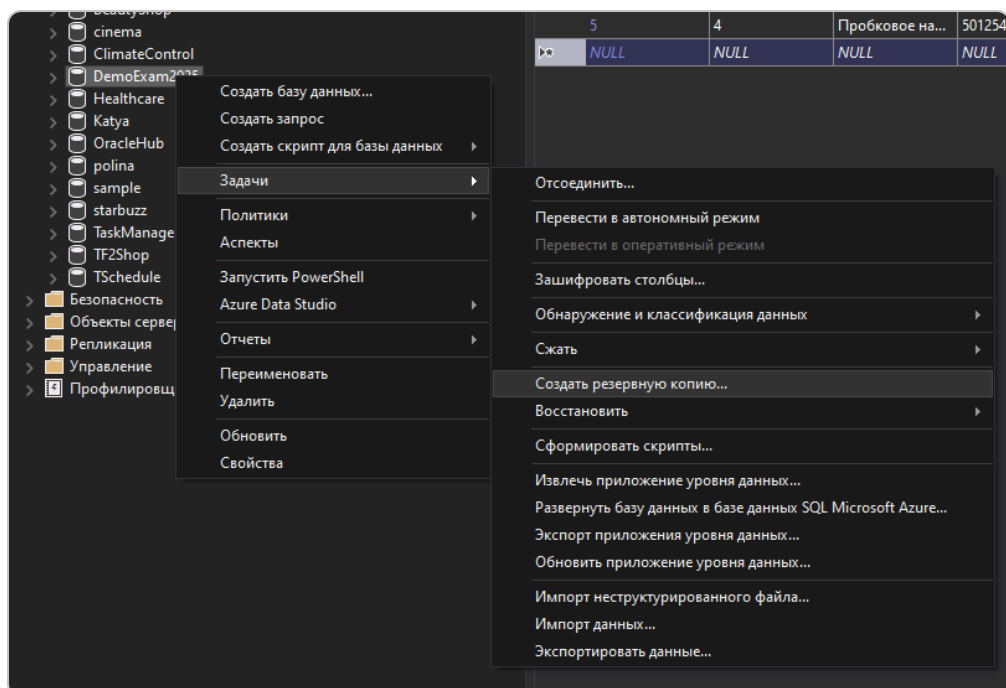 BeautyShop
cinema
ClimateControl
DemoExam2025
Healthcare
Katya
OracleHub
polina
sample
starbuzz
TaskManage
TF2Shop
TSchedule
Безопасность
Объекты серве
Репликация
Управление
Профилировщ
5 4 Пробковое на... 501254
NULL NULL NULL NULL
Создать базу данных...
Создать запрос
Создать скрипт для базы данных
Задачи
Политики
Аспекты
Запустить PowerShell
Azure Data Studio
Отчеты
Переименовать
Удалить
Обновить
Свойства
Отсоединить...
Перевести в автономный режим
Перевести в оперативный режим
Зашифровать столбцы...
Обнаружение и классификация данных
Сжать
Создать резервную копию...
Восстановить
Сформировать скрипты...
Извлечь приложение уровня данных...
Развернуть базу данных в базе данных SQL Microsoft Azure...
Экспорт приложения уровня данных...
Обновить приложение уровня данных...
Импорт неструктурированного файла...
Импорт данных...
Экспортировать данные...